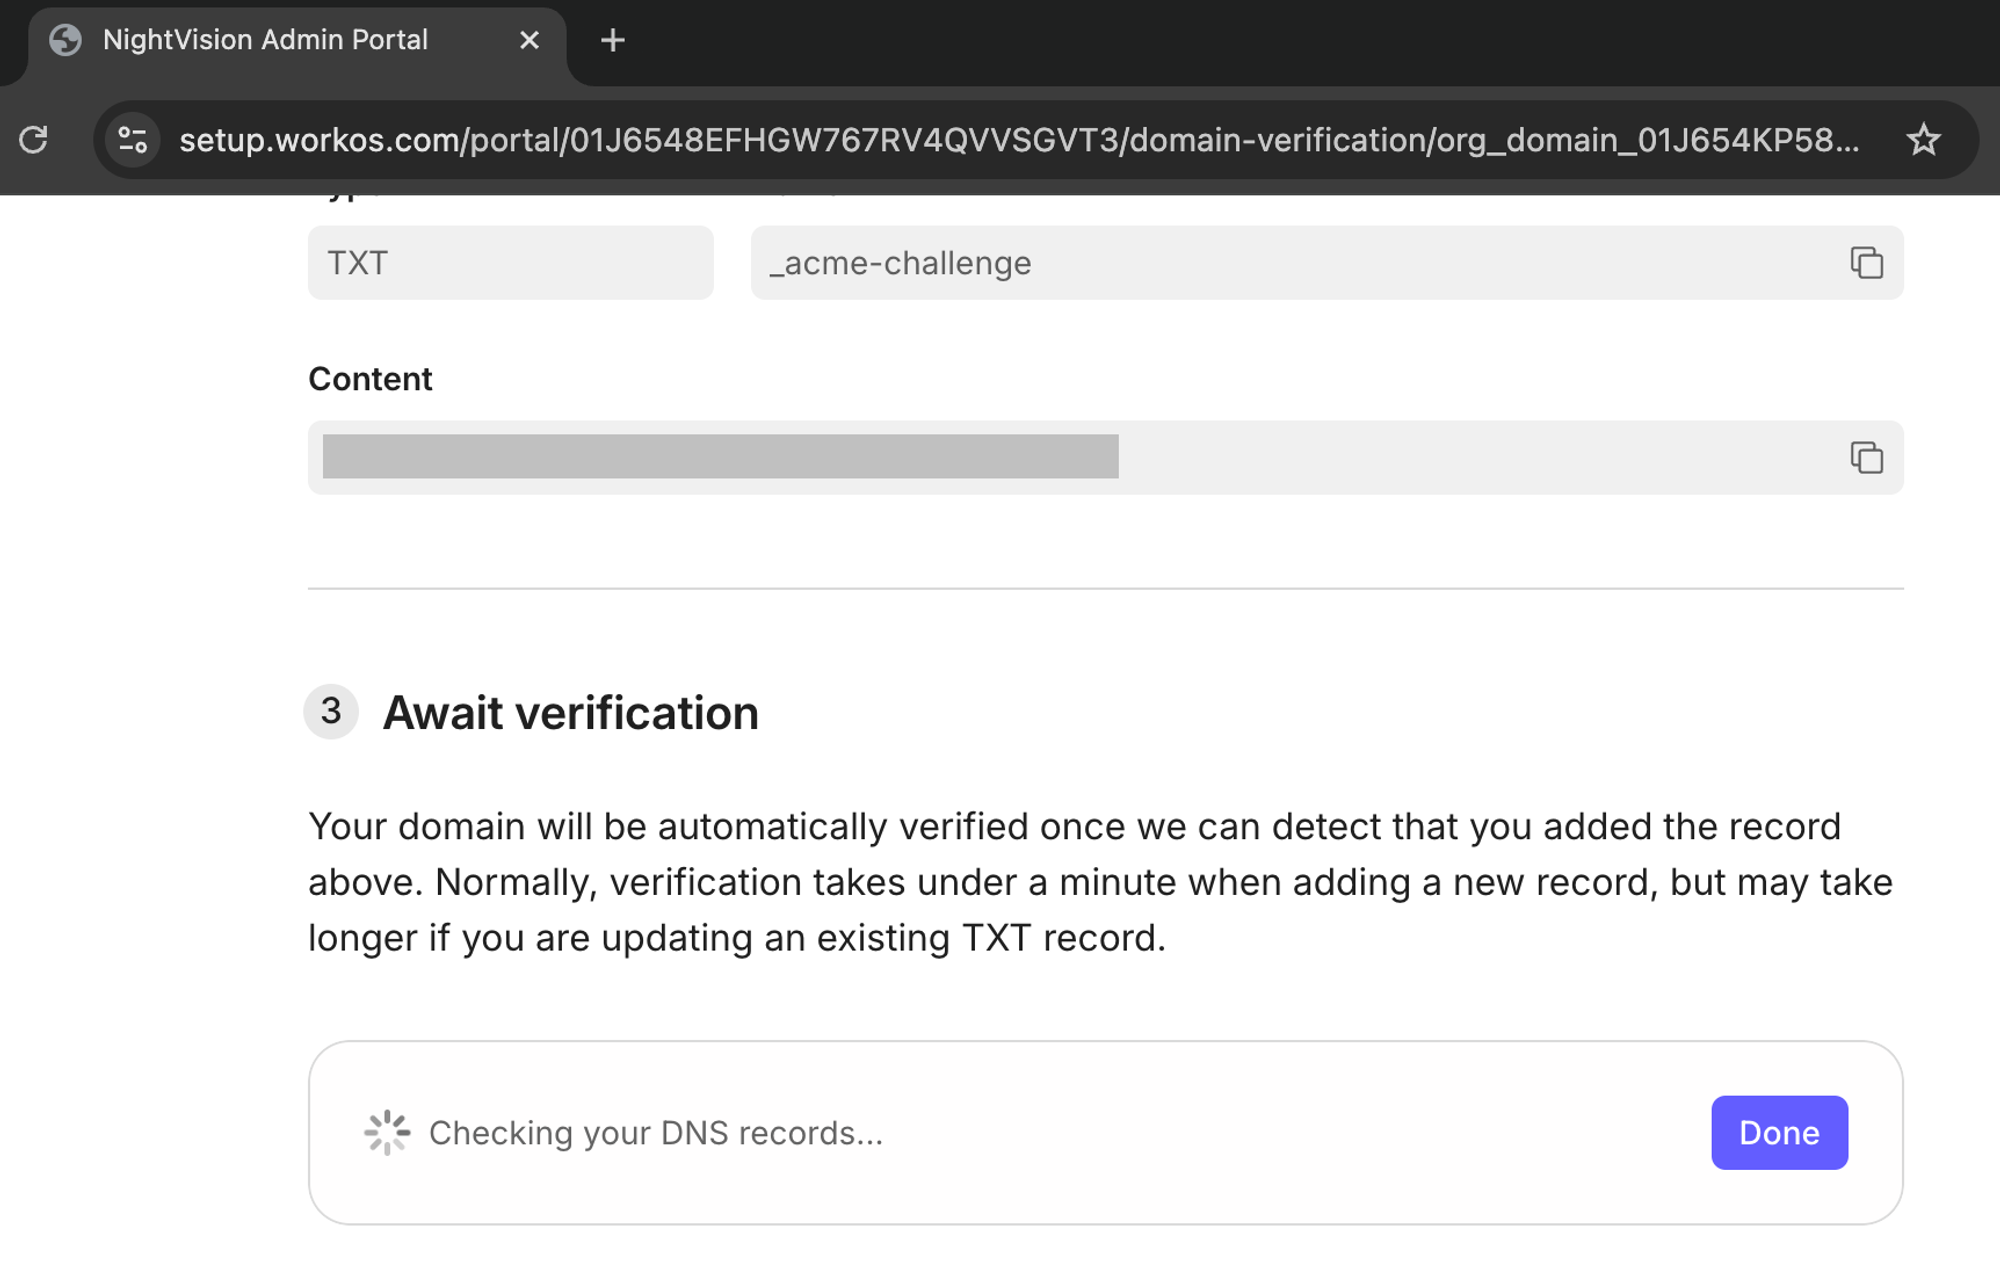 NightVision Admin Portal
setup.workos.com/portal/01J6548EFHGW767RV4QVVSGVT3/domain-verification/org_domain_01J654KP58...
TXT
_acme-challenge
Content
3 Await verification
Your domain will be automatically verified once we can detect that you added the record
above. Normally, verification takes under a minute when adding a new record, but may take
longer if you are updating an existing TXT record.
Checking your DNS records...
Done